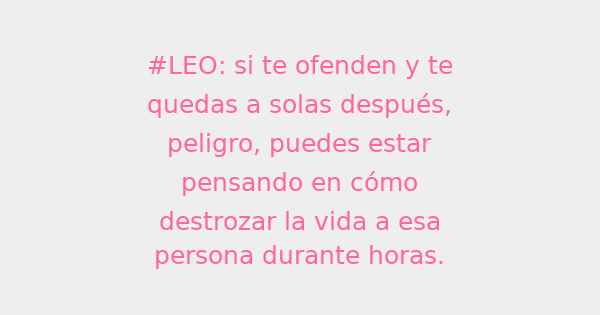 #LEO: si te ofenden y te
quedas a solas después,
peligro, puedes estar
pensando en cómo
destrozar la vida a esa
persona durante horas.